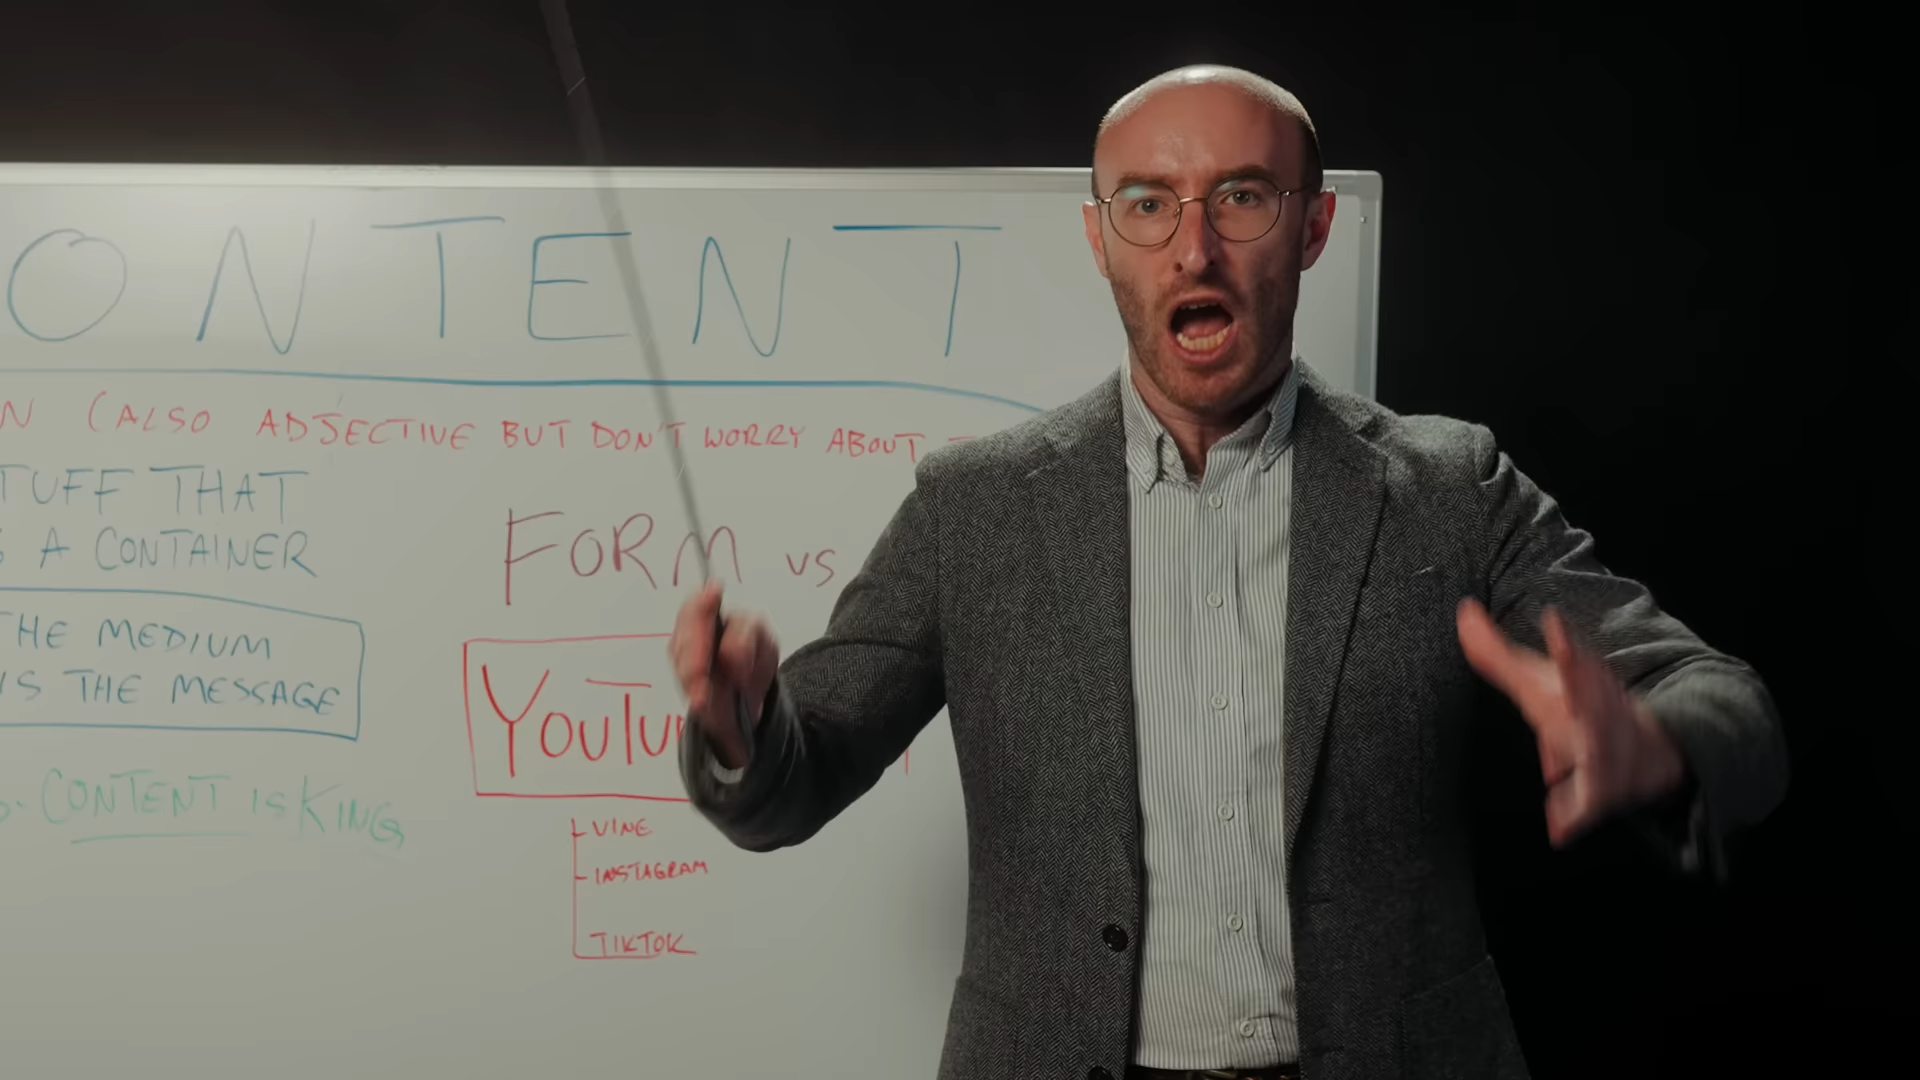 ONTENT
N (ALSO ADJECTIVE BUT DON'T WORRY ABOUT
TUFF THAT
S A CONTAINER
THE MEDIUM
IS THE MESSAGE
CONTENT IS KING
FORM VS
YOUTU
VINE
INSTAGRAM
TIKTOK